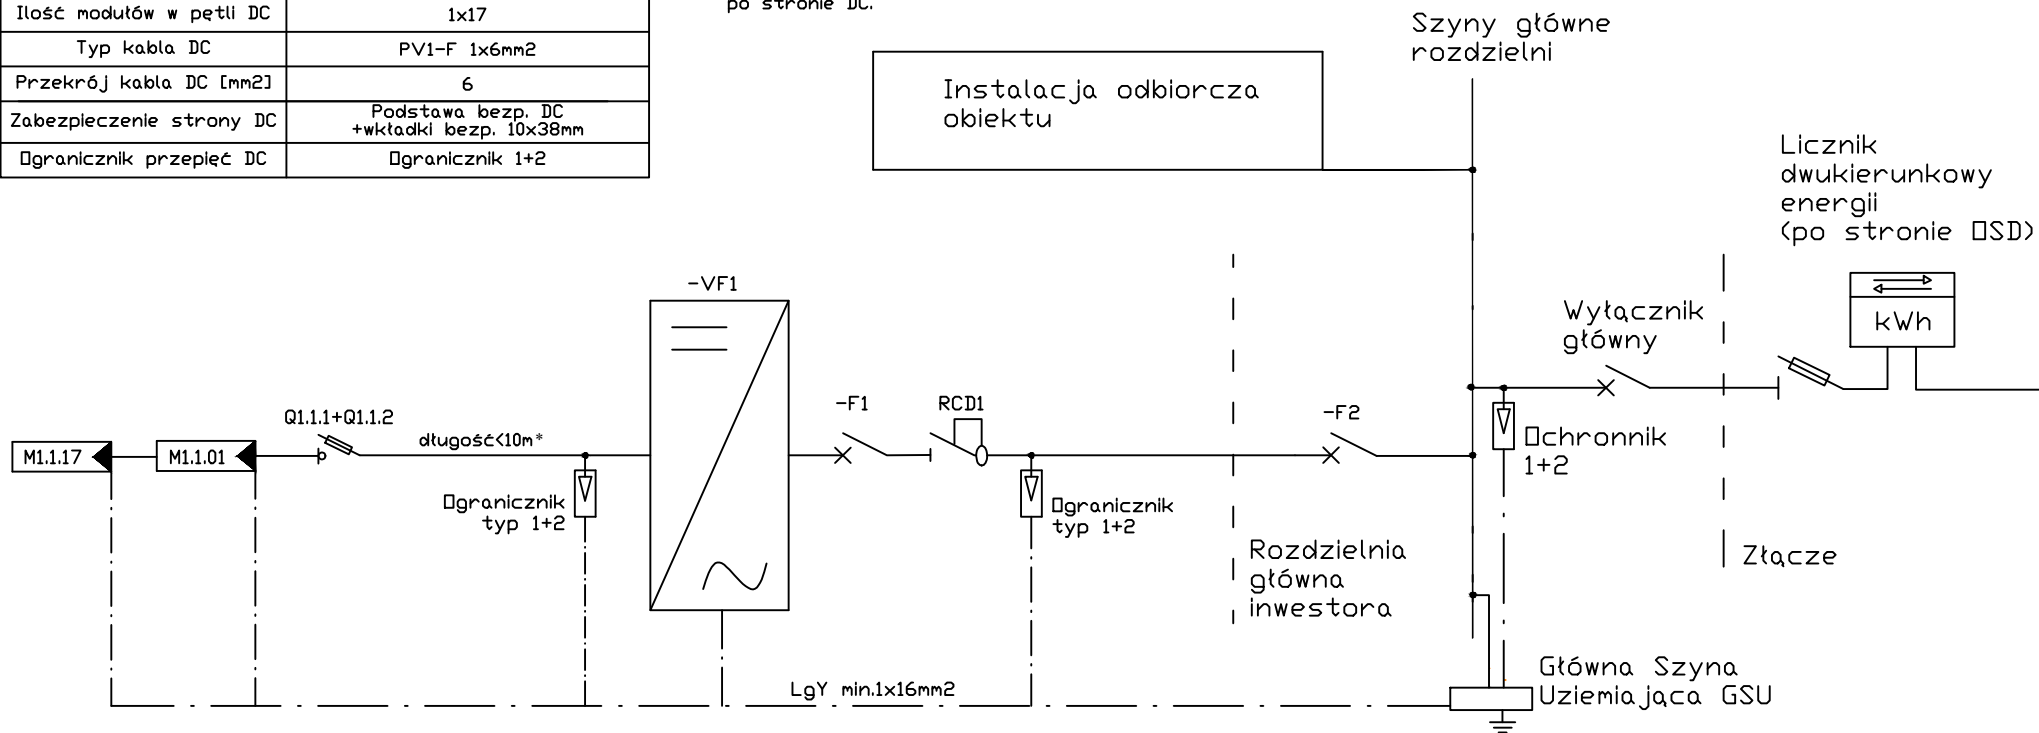 Ilość modułów w pętli DC 1x17
Typ kabla DC PV1-F 1x6mm2
Przekrój kabla DC [mm2] 6
Zabezpieczenie strony DC Podstawa bezp. DC
+wkładki bezp. 10x38mm
Ogranicznik przepięć DC Ogranicznik 1+2
po stronie DC.
Szyny główne
rozdzielni
Instalacja odbiorcza
obiektu
Licznik
dwukierunkowy
energii
(po stronie OSD)
kWh
Wyłącznik
główny
-VF1
Q1.1.1+Q1.1.2
długość<10m*
-F1
RCD1
-F2
M1.1.17
M1.1.01
Ochronnik
1+2
Ogranicznik
typ 1+2
Ogranicznik
typ 1+2
Rozdzielnia
główna
inwestora
Złącze
LgY min.1x16mm2
Główna Szyna
Uziemiająca GSU